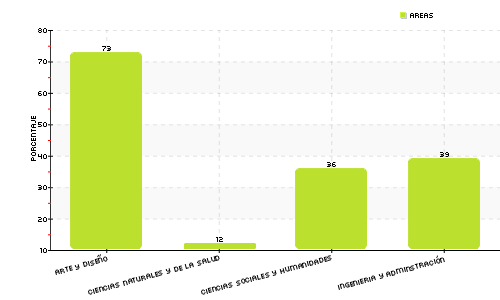 AREAS
80
70
60
50
40
30
20
10
PORCENTAJE
73
12
36
39
ARTE Y DISEÑO
CIENCIAS NATURALES Y DE LA SALUD
CIENCIAS SOCIALES Y HUMANIDADES
INGENIERIA Y ADMINSTRACIÓN